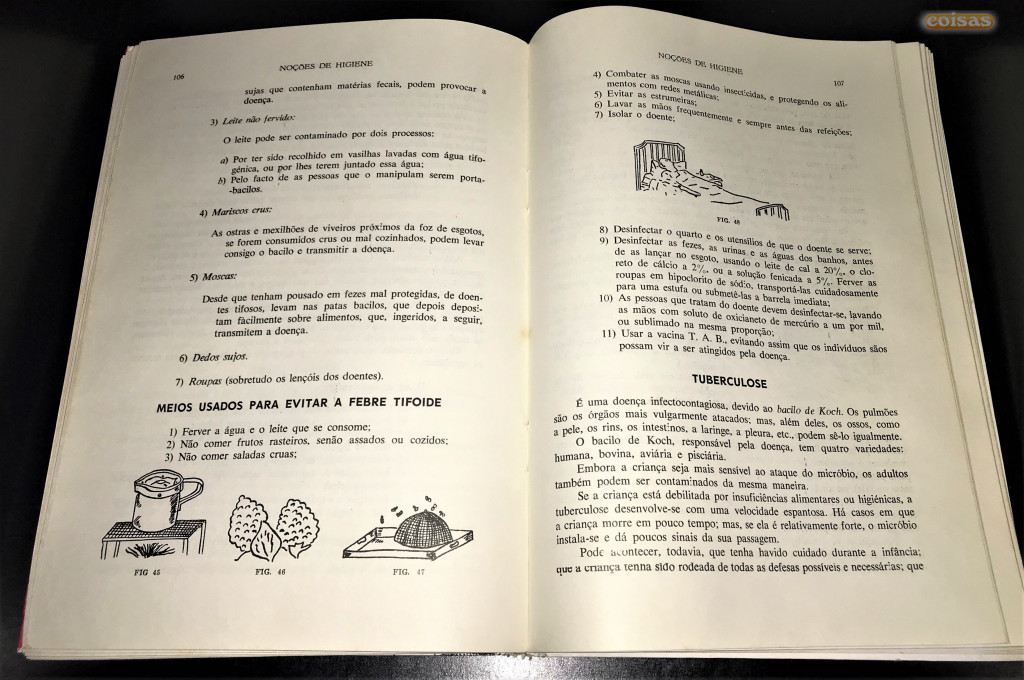 coisas
106
NOÇÕES DE HIGIENE
sujas que contenham matérias fecais, podem provocar a
doença.
3) Leite não fervido:
O leite pode ser contaminado por dois processos:
a) Por ter sido recolhido em vasilhas lavadas com água tifo-
génica, ou por lhes terem juntado essa água;
b) Pelo facto de as pessoas que o manipulam serem porta-
-bacilos.
4) Mariscos crus:
As ostras e mexilhões de viveiros próximos da foz de esgotos,
se forem consumidos crus ou mal cozinhados, podem levar
consigo o bacilo e transmitir a doença.
5) Moscas:
Desde que tenham pousado em fezes mal protegidas, de doen-
tes tifosos, levam nas patas bacilos, que depois deposi-
tam fàcilmente sobre alimentos, que, ingeridos, a seguir,
transmitem a doença.
6) Dedos sujos.
7) Roupas (sobretudo os lençóis dos doentes).
MEIOS USADOS PARA EVITAR A FEBRE TIFOIDE
1) Ferver a água e o leite que se consome;
2) Não comer frutos rasteiros, senão assados ou cozidos;
3) Não comer saladas cruas;
FIG 45
FIG. 46
FIG. 47
NOÇÕES DE HIGIENE
107
4) Combater as moscas usando insecticidas, e protegendo os ali-
mentos com redes metálicas;
5) Evitar as estrumeiras;
6) Lavar as mãos frequentemente e sempre antes das refeições;
7) Isolar o doente;
FIG. 48
8) Desinfectar o quarto e os utensílios de que o doente se serve;
9) Desinfectar as fezes, as urinas e as águas dos banhos, antes
de as lançar no esgoto, usando o leite de cal a 20%, o clo-
reto de cálcio a 2%, ou a solução fenicada a 5%. Ferver as
roupas em hipoclorito de sódio, transportá-las cuidadosamente
para uma estufa ou submetê-las a barrela imediata;
10) As pessoas que tratam do doente devem desinfectar-se, lavando
as mãos com soluto de oxicianeto de mercúrio a um por mil,
ou sublimado na mesma proporção;
11) Usar a vacina T. A. B., evitando assim que os indivíduos sãos
possam vir a ser atingidos pela doença.
TUBERCULOSE
É uma doença infectocontagiosa, devido ao bacilo de Koch. Os pulmões
são os órgãos mais vulgarmente atacados; mas, além deles, os ossos, como
a pele, os rins, os intestinos, a laringe, a pleura, etc., podem sê-lo igualmente.
O bacilo de Koch, responsável pela doença, tem quatro variedades:
humana, bovina, aviária e pisciária.
Embora a criança seja mais sensível ao ataque do micróbio, os adultos
também podem ser contaminados da mesma maneira.
Se a criança está debilitada por insuficiências alimentares ou higiénicas, a
tuberculose desenvolve-se com uma velocidade espantosa. Há casos em que
a criança morre em pouco tempo; mas, se ela é relativamente forte, o micróbio
instala-se e dá poucos sinais da sua passagem.
Pode acontecer, todavia, que tenha havido cuidado durante a infância;
que a criança tenha sido rodeada de todas as defesas possíveis e necessárias; que